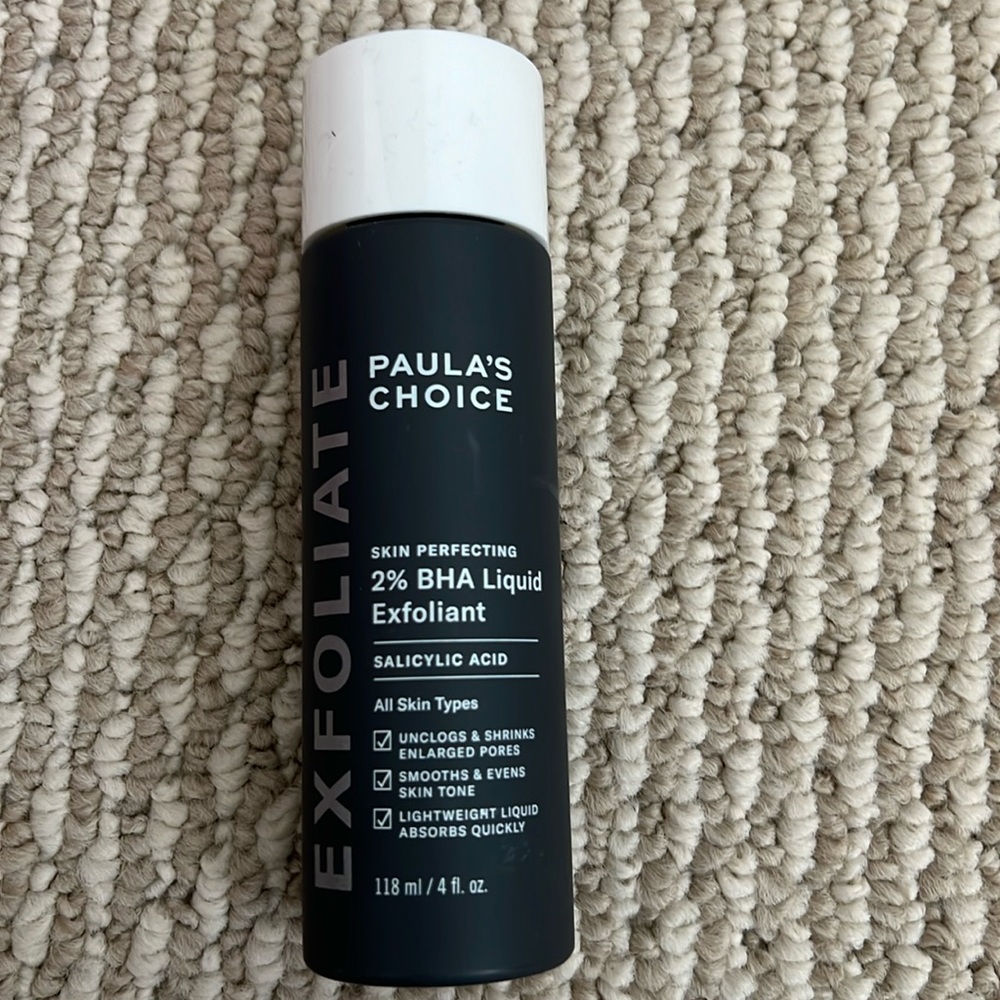 EXFOLIATE
PAULA'S
CHOICE
SKIN PERFECTING
2% BHA Liquid
Exfoliant
SALICYLIC ACID
All Skin Types
UNCLOGS & SHRINKS
ENLARGED PORES
SMOOTHS & EVENS
SKIN TONE
LIGHTWEIGHT LIQUID
ABSORBS QUICKLY
118 ml / 4 fl. oz.